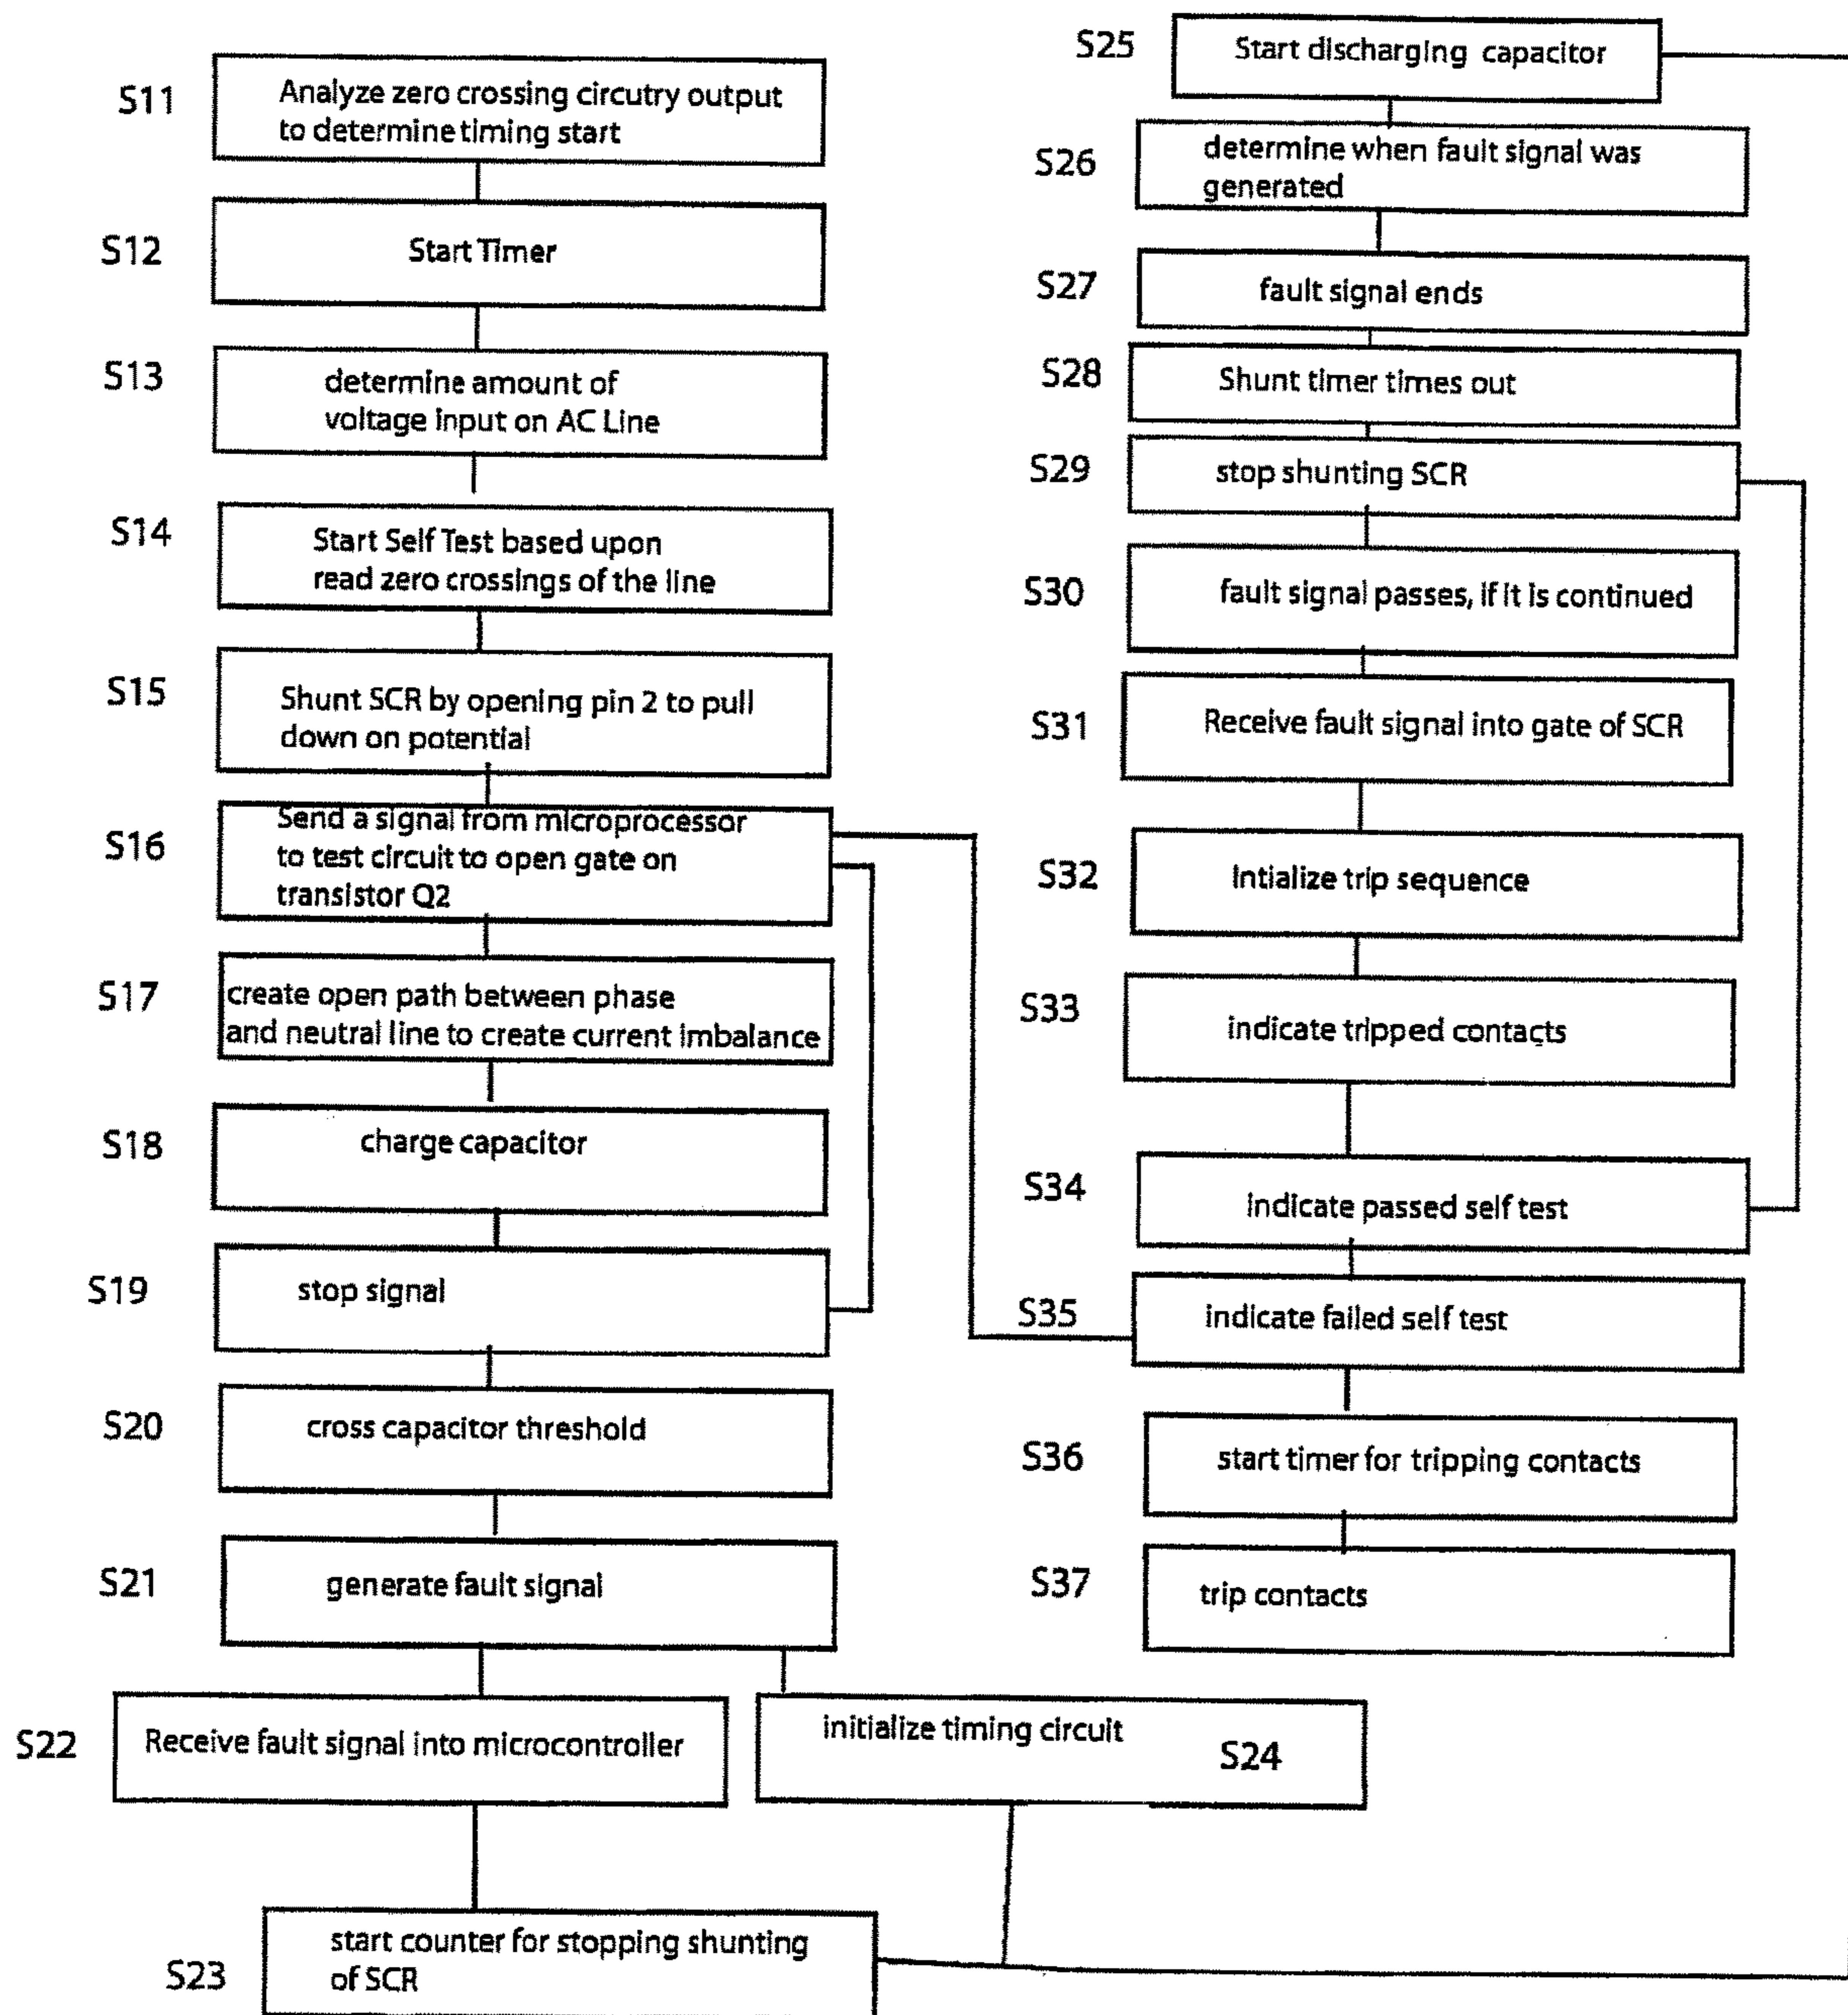 S11
Analyze zero crossing circutry output
to determine timing start
S12
Start Timer
S13
determine amount of
voltage input on AC Line
S14
Start Self Test based upon
read zero crossings of the line
S15
Shunt SCR by opening pin 2 to pull
down on potential
S16
Send a signal from microprocessor
to test circuit to open gate on
transistor Q2
S17
create open path between phase
and neutral line to create current imbalance
S18
charge capacitor
S19
stop signal
S20
cross capacitor threshold
S21
generate fault signal
S22
Receive fault signal into microcontroller
initialize timing circuit
S24
S23
start counter for stopping shunting
of SCR
S25
Start discharging capacitor
S26
determine when fault signal was
generated
S27
fault signal ends
S28
Shunt timer times out
S29
stop shunting SCR
S30
fault signal passes, if it is continued
S31
Receive fault signal into gate of SCR
S32
Intialize trip sequence
S33
indicate tripped contacts
S34
indicate passed self test
S35
indicate failed self test
S36
start timer for tripping contacts
S37
trip contacts